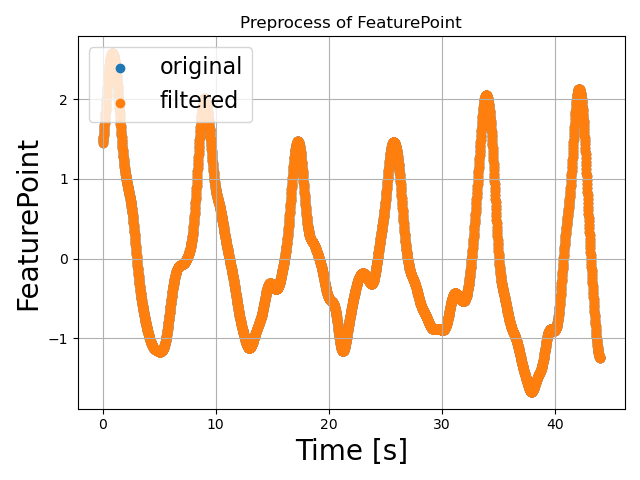 Preprocess of FeaturePoint
original
filtered
FeaturePoint
2
1
0
−1
0
10
20
30
40
Time [s]